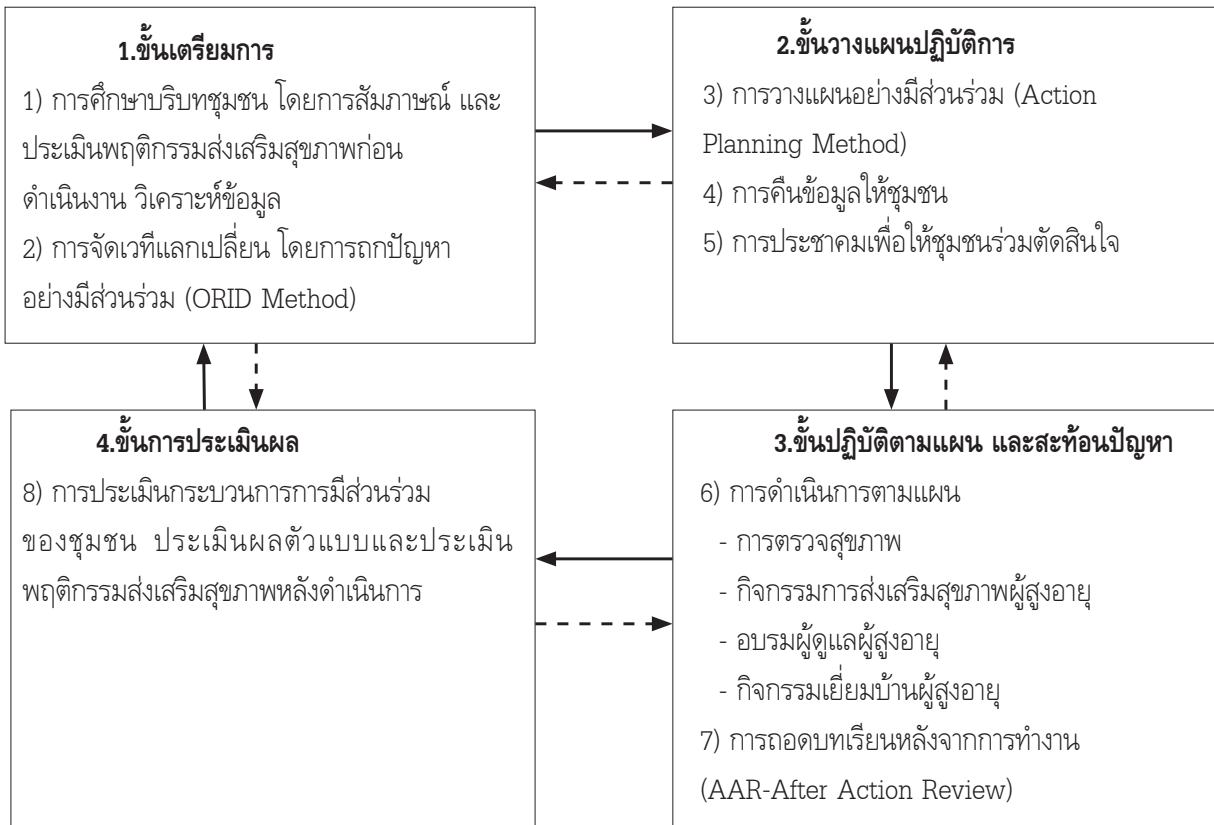 1.ขั้นเตรียมการ
1) การศึกษาบริบทชุมชน โดยการสัมภาษณ์ และ
ประเมินพฤติกรรมส่งเสริมสุขภาพก่อน
ดำเนินงาน วิเคราะห์ข้อมูล
2) การจัดเวทีแลกเปลี่ยน โดยการถกปัญหา
อย่างมีส่วนร่วม (ORID Method)
2.ขั้นวางแผนปฏิบัติการ
3) การวางแผนอย่างมีส่วนร่วม (Action
Planning Method)
4) การคืนข้อมูลให้ชุมชน
5) การประชาคมเพื่อให้ชุมชนร่วมตัดสินใจ
4.ขั้นการประเมินผล
8) การประเมินกระบวนการการมีส่วนร่วม
ของชุมชน ประเมินผลตัวแบบและประเมิน
พฤติกรรมส่งเสริมสุขภาพหลังดำเนินการ
3.ขั้นปฏิบัติตามแผน และสะท้อนปัญหา
6) การดำเนินการตามแผน
- การตรวจสุขภาพ
- กิจกรรมการส่งเสริมสุขภาพผู้สูงอายุ
- อบรมผู้ดูแลผู้สูงอายุ
- กิจกรรมเยี่ยมบ้านผู้สูงอายุ
7) การถอดบทเรียนหลังจากการทำงาน
(AAR-After Action Review)